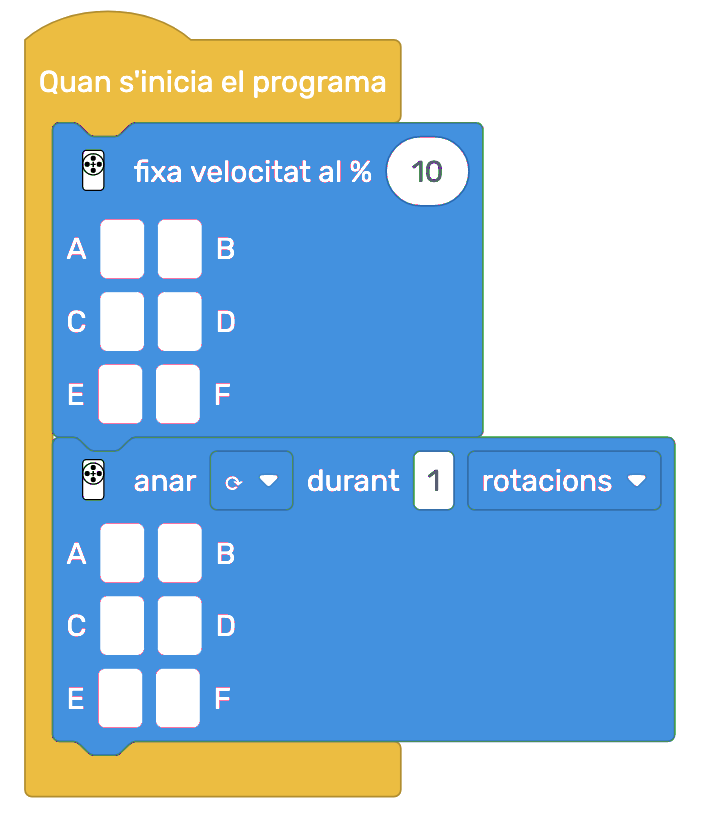 Quan s'inicia el programa
fixa velocitat al % 10
A B
C D
E F
anar ⟳ durant 1 rotacions
A B
C D
E F